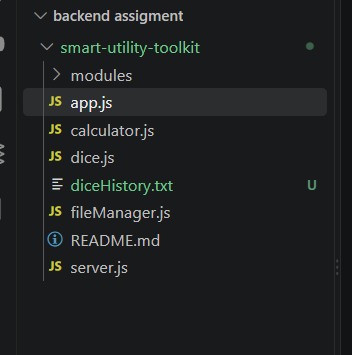 backend assigment
smart-utility-toolkit
modules
JS app.js
JS calculator.js
JS dice.js
diceHistory.txt U
JS fileManager.js
README.md
JS server.js